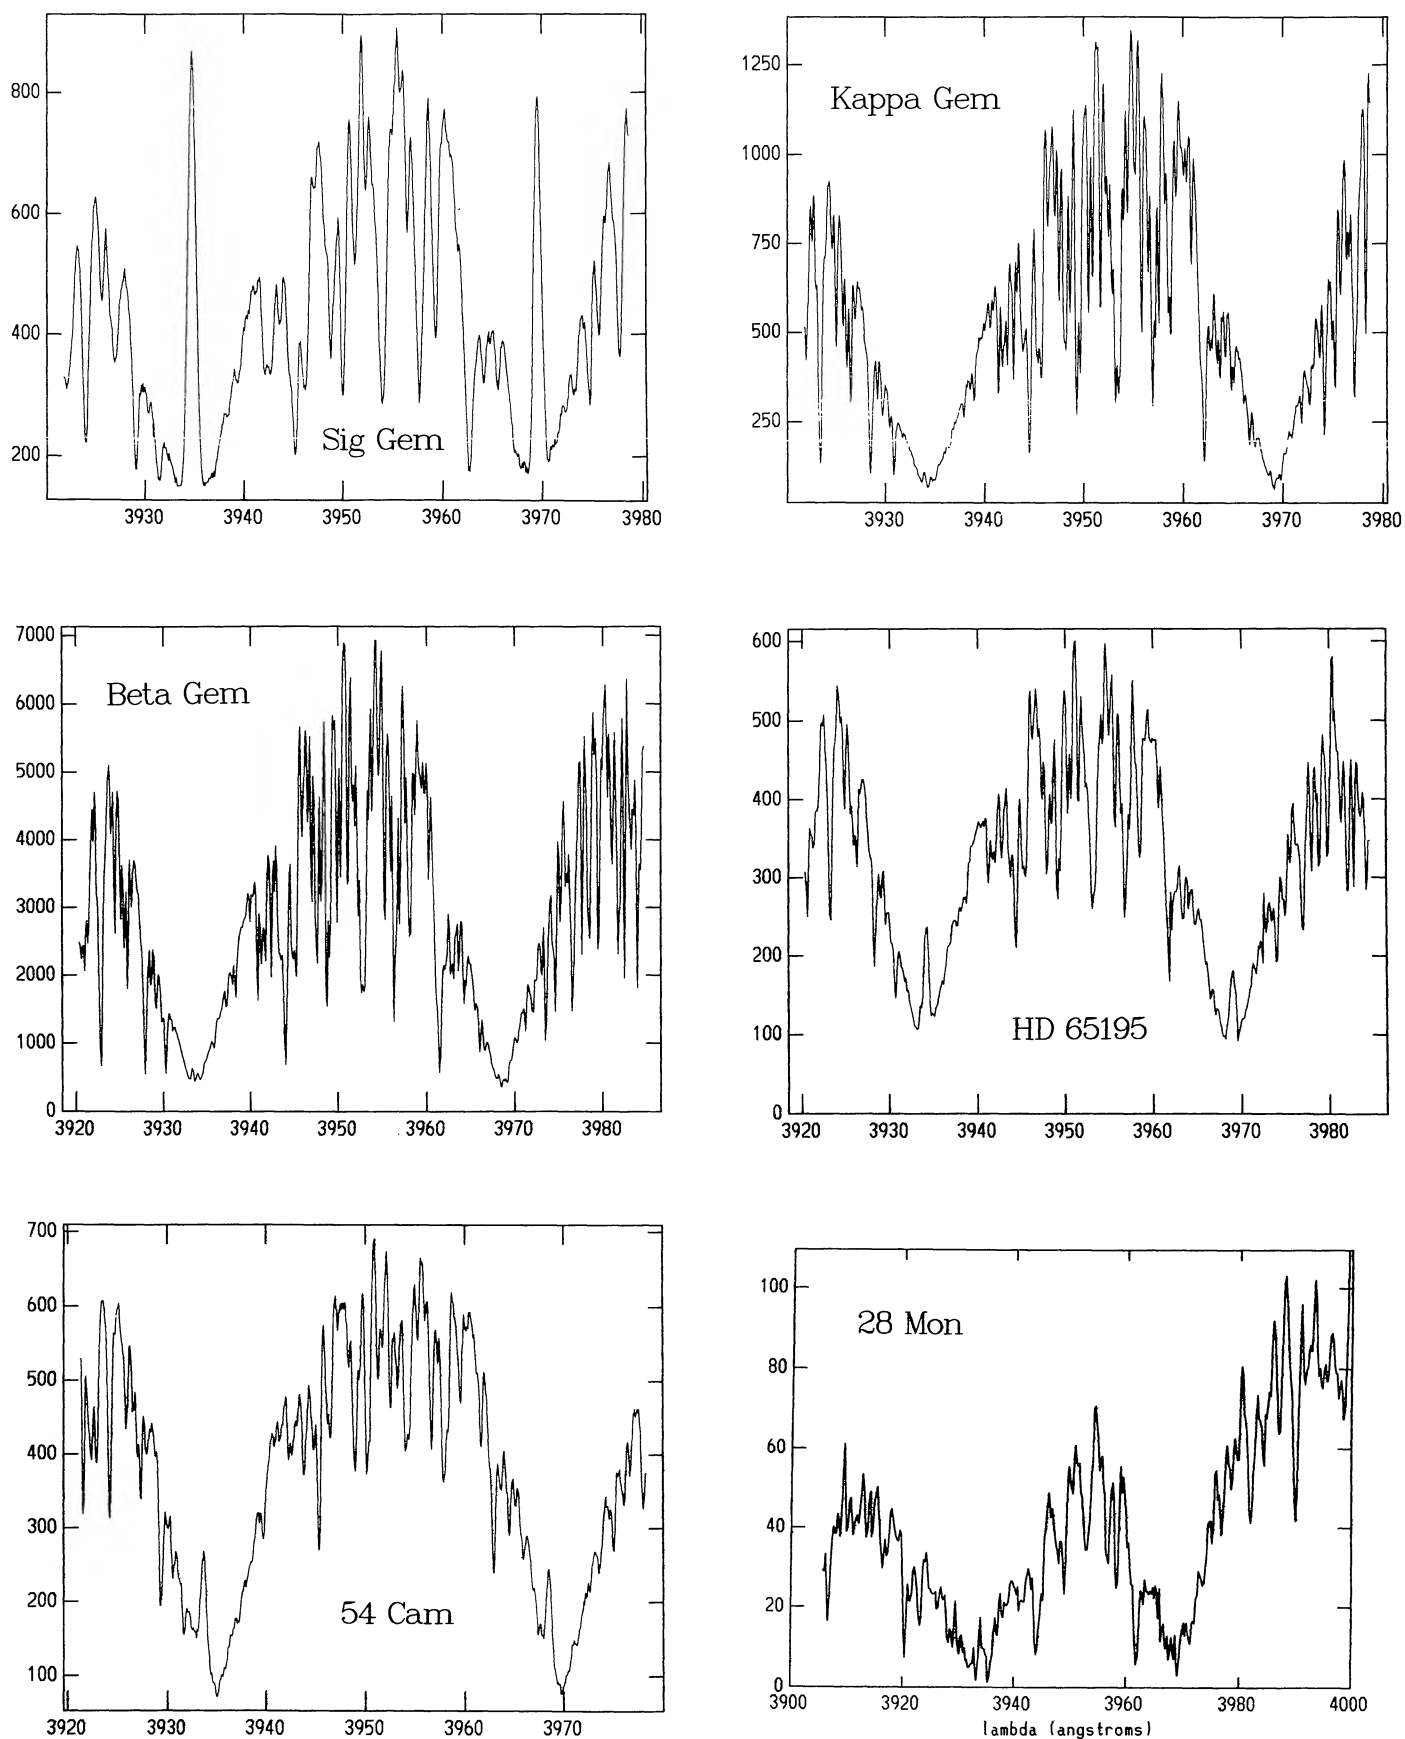 800
600
400
200
Sig Gem
3930 3940 3950 3960 3970 3980
1250
1000
750
500
250
Kappa Gem
3930 3940 3950 3960 3970 3980
7000
6000
5000
4000
3000
2000
1000
0
Beta Gem
3920 3930 3940 3950 3960 3970 3980
600
500
400
300
200
100
0
HD 65195
3920 3930 3940 3950 3960 3970 3980
700
600
500
400
300
200
100
54 Cam
3920 3930 3940 3950 3960 3970
100
80
60
40
20
0
28 Mon
3900 3920 3940 3960 3980 4000
lambda (angstroms)